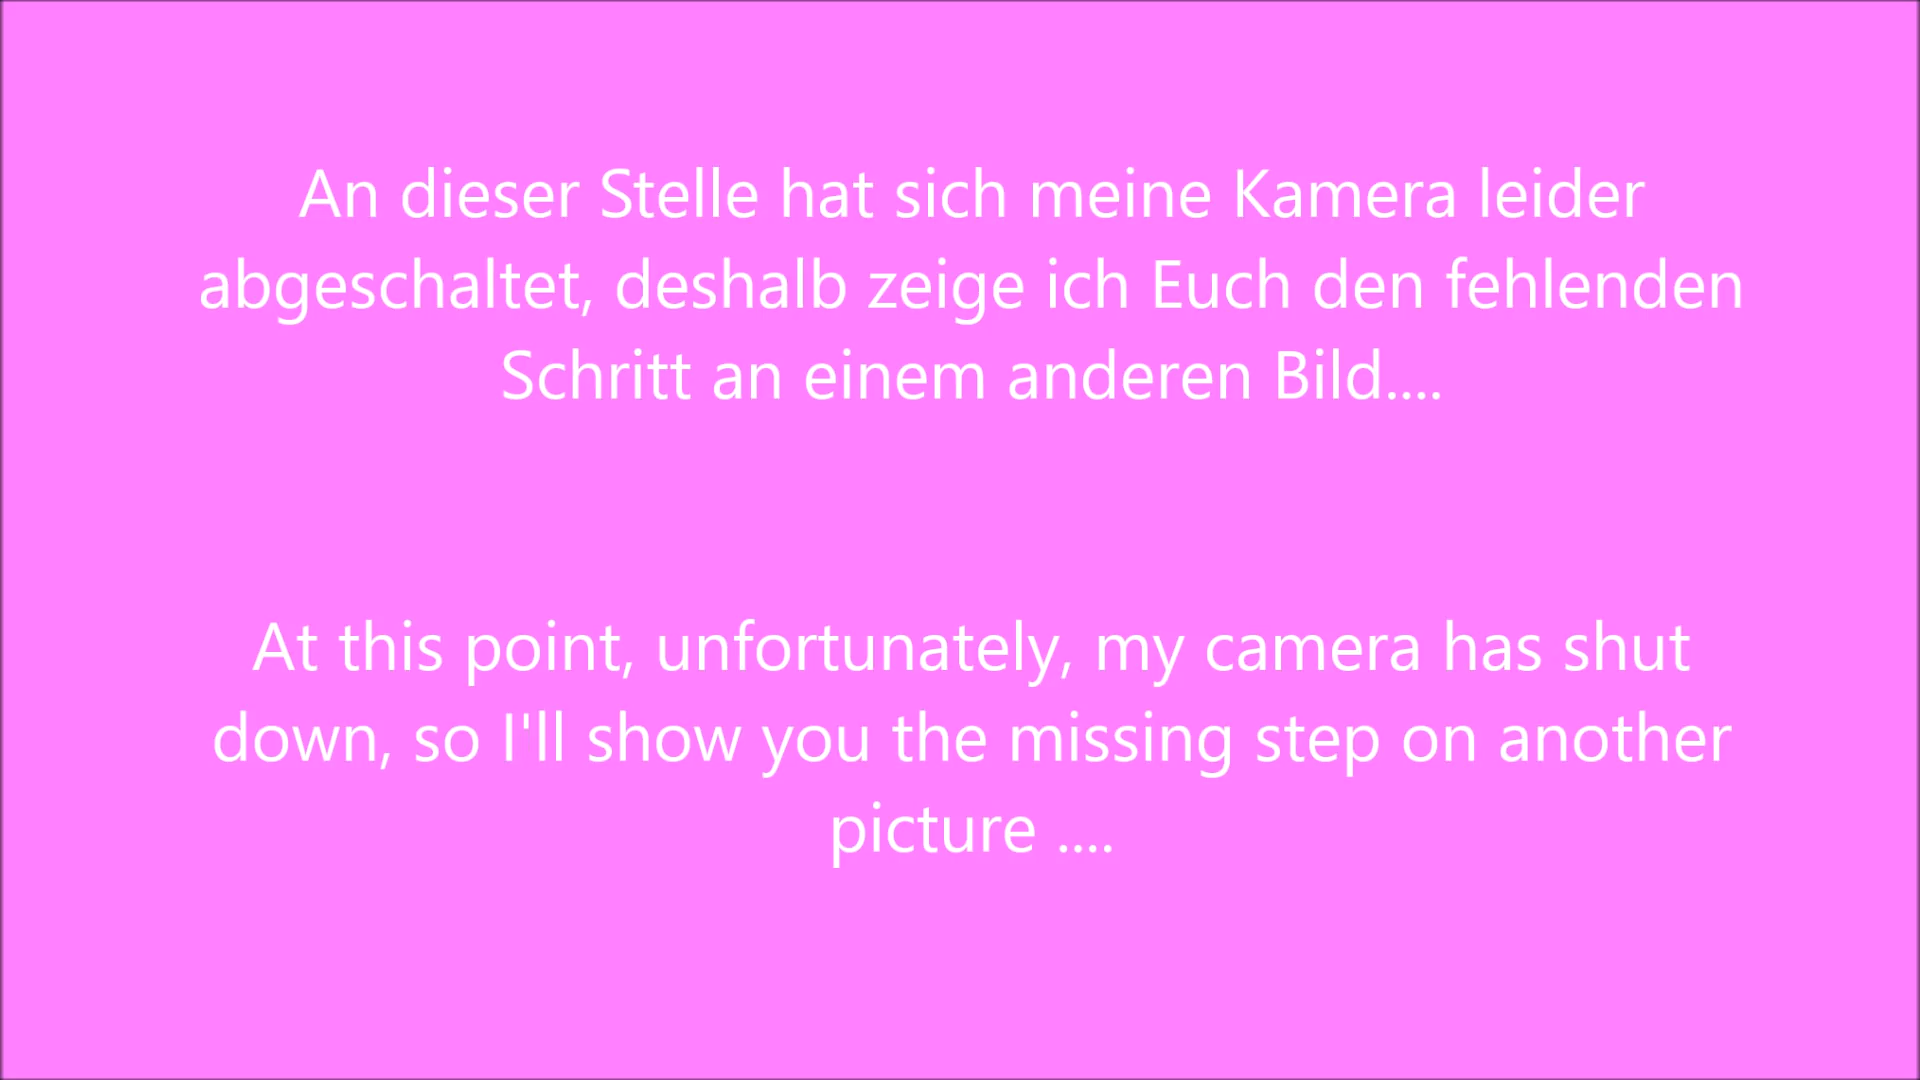 An dieser Stelle hat sich meine Kamera leider
abgeschaltet, deshalb zeige ich Euch den fehlenden
Schritt an einem anderen Bild....
At this point, unfortunately, my camera has shut
down, so I'll show you the missing step on another
picture ....